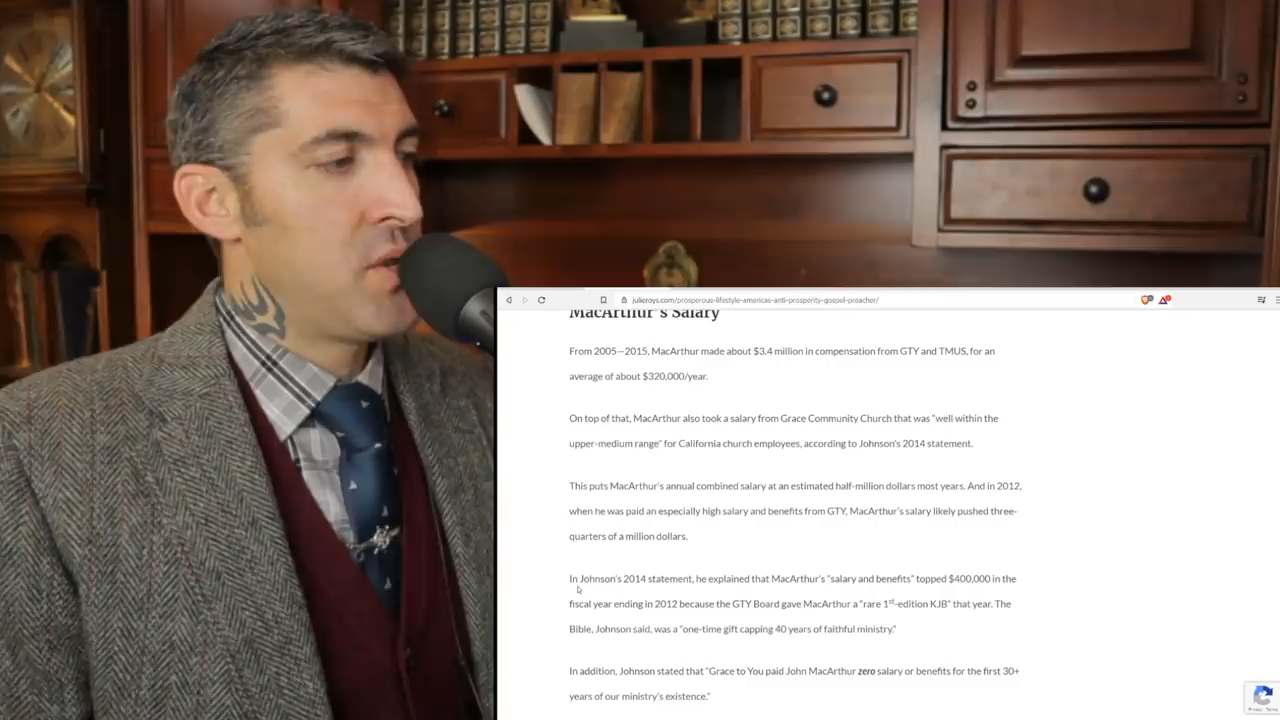 julieroys.com/prosperous-lifestyle-americas-anti-prosperity-gospel-preacher/
MacArthur's Salary
From 2005—2015, MacArthur made about $3.4 million in compensation from GTY and TMUS, for an
average of about $320,000/year.
On top of that, MacArthur also took a salary from Grace Community Church that was “well within the
upper-medium range” for California church employees, according to Johnson’s 2014 statement.
This puts MacArthur’s annual combined salary at an estimated half-million dollars most years. And in 2012,
when he was paid an especially high salary and benefits from GTY, MacArthur’s salary likely pushed three-
quarters of a million dollars.
In Johnson’s 2014 statement, he explained that MacArthur’s “salary and benefits” topped $400,000 in the
fiscal year ending in 2012 because the GTY Board gave MacArthur a “rare 1st-edition KJB” that year. The
Bible, Johnson said, was a “one-time gift capping 40 years of faithful ministry.”
In addition, Johnson stated that “Grace to You paid John MacArthur zero salary or benefits for the first 30+
years of our ministry’s existence.”